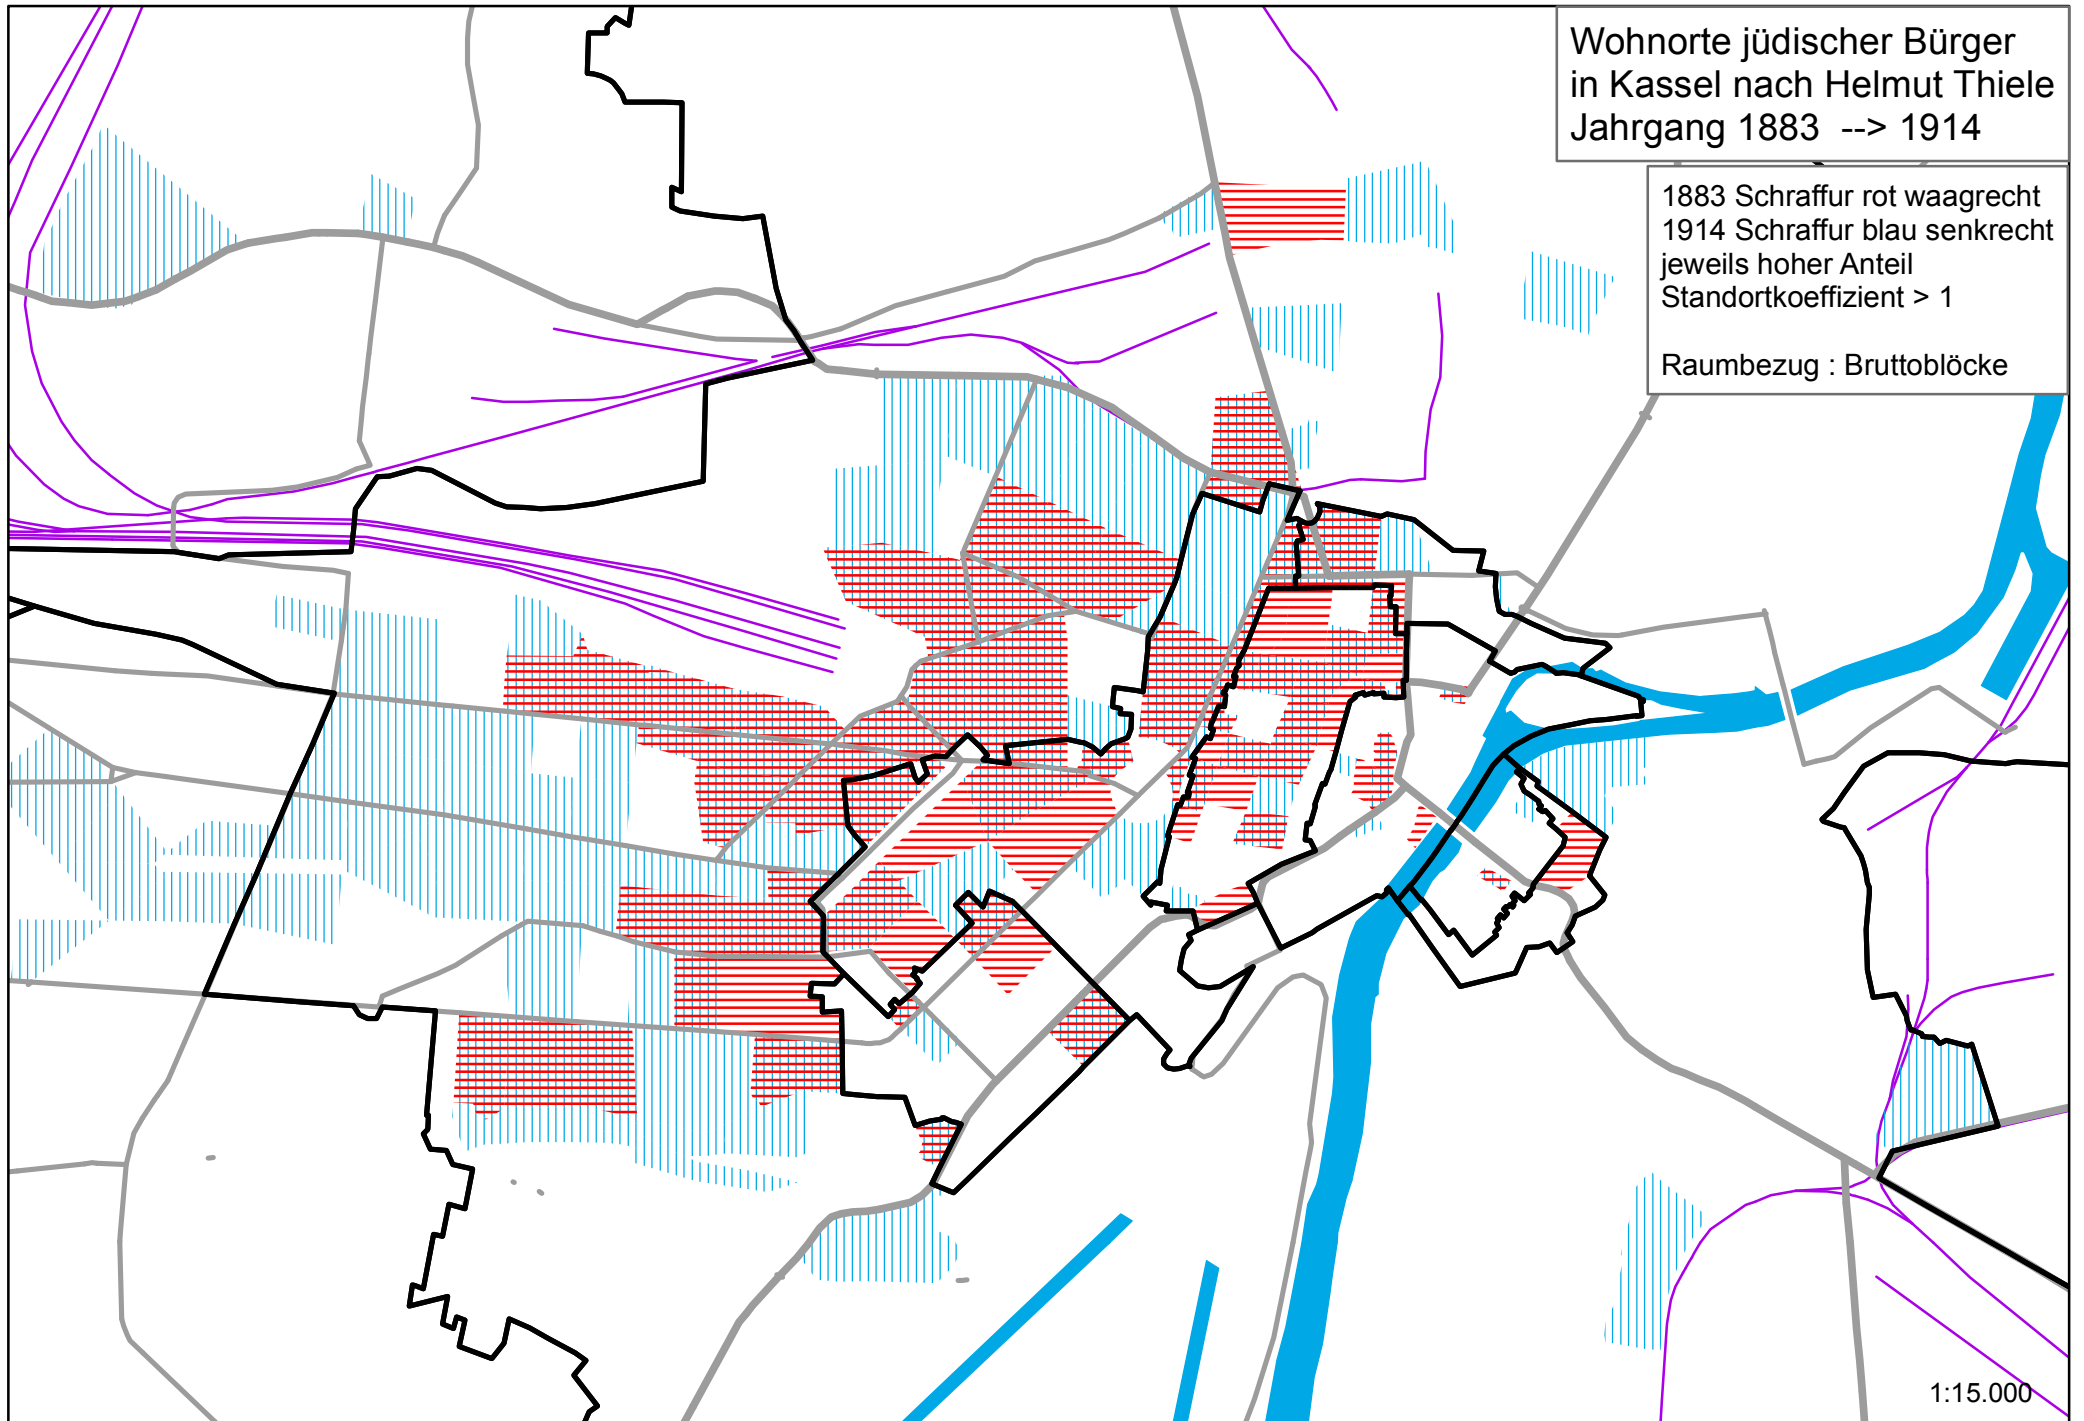 Wohnorte jüdischer Bürger
in Kassel nach Helmut Thiele
Jahrgang 1883 --> 1914
1883 Schraffur rot waagrecht
1914 Schraffur blau senkrecht
jeweils hoher Anteil
Standortkoeffizient > 1
Raumbezug : Bruttoblöcke
1:15.000